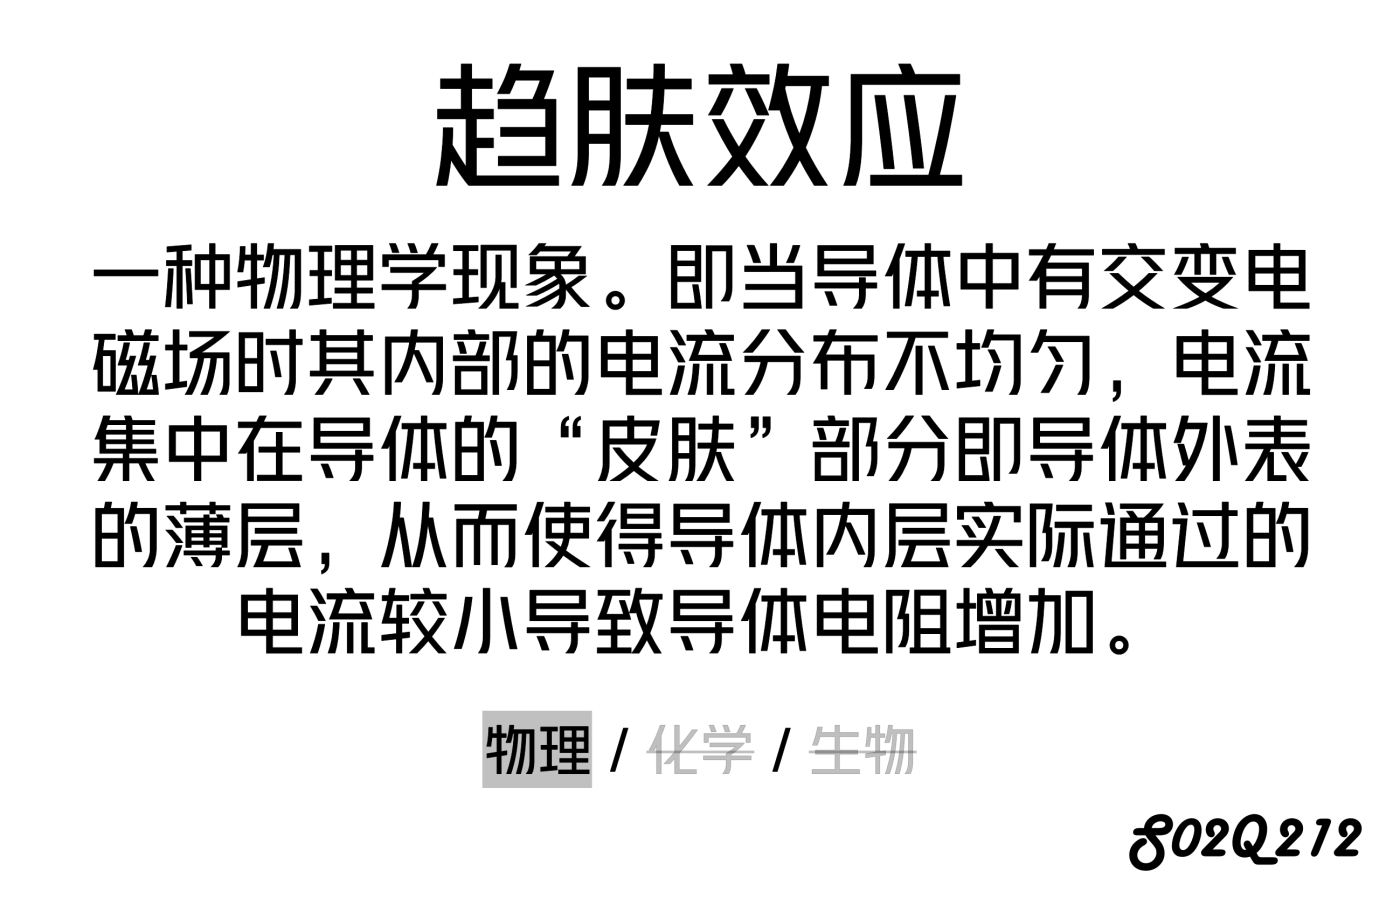 趋肤效应
一种物理学现象。即当导体中有交变电
磁场时其内部的电流分布不均匀，电流
集中在导体的“皮肤”部分即导体外表
的薄层，从而使得导体内层实际通过的
电流较小导致导体电阻增加。
物理 / 化学 / 生物
S02Q212